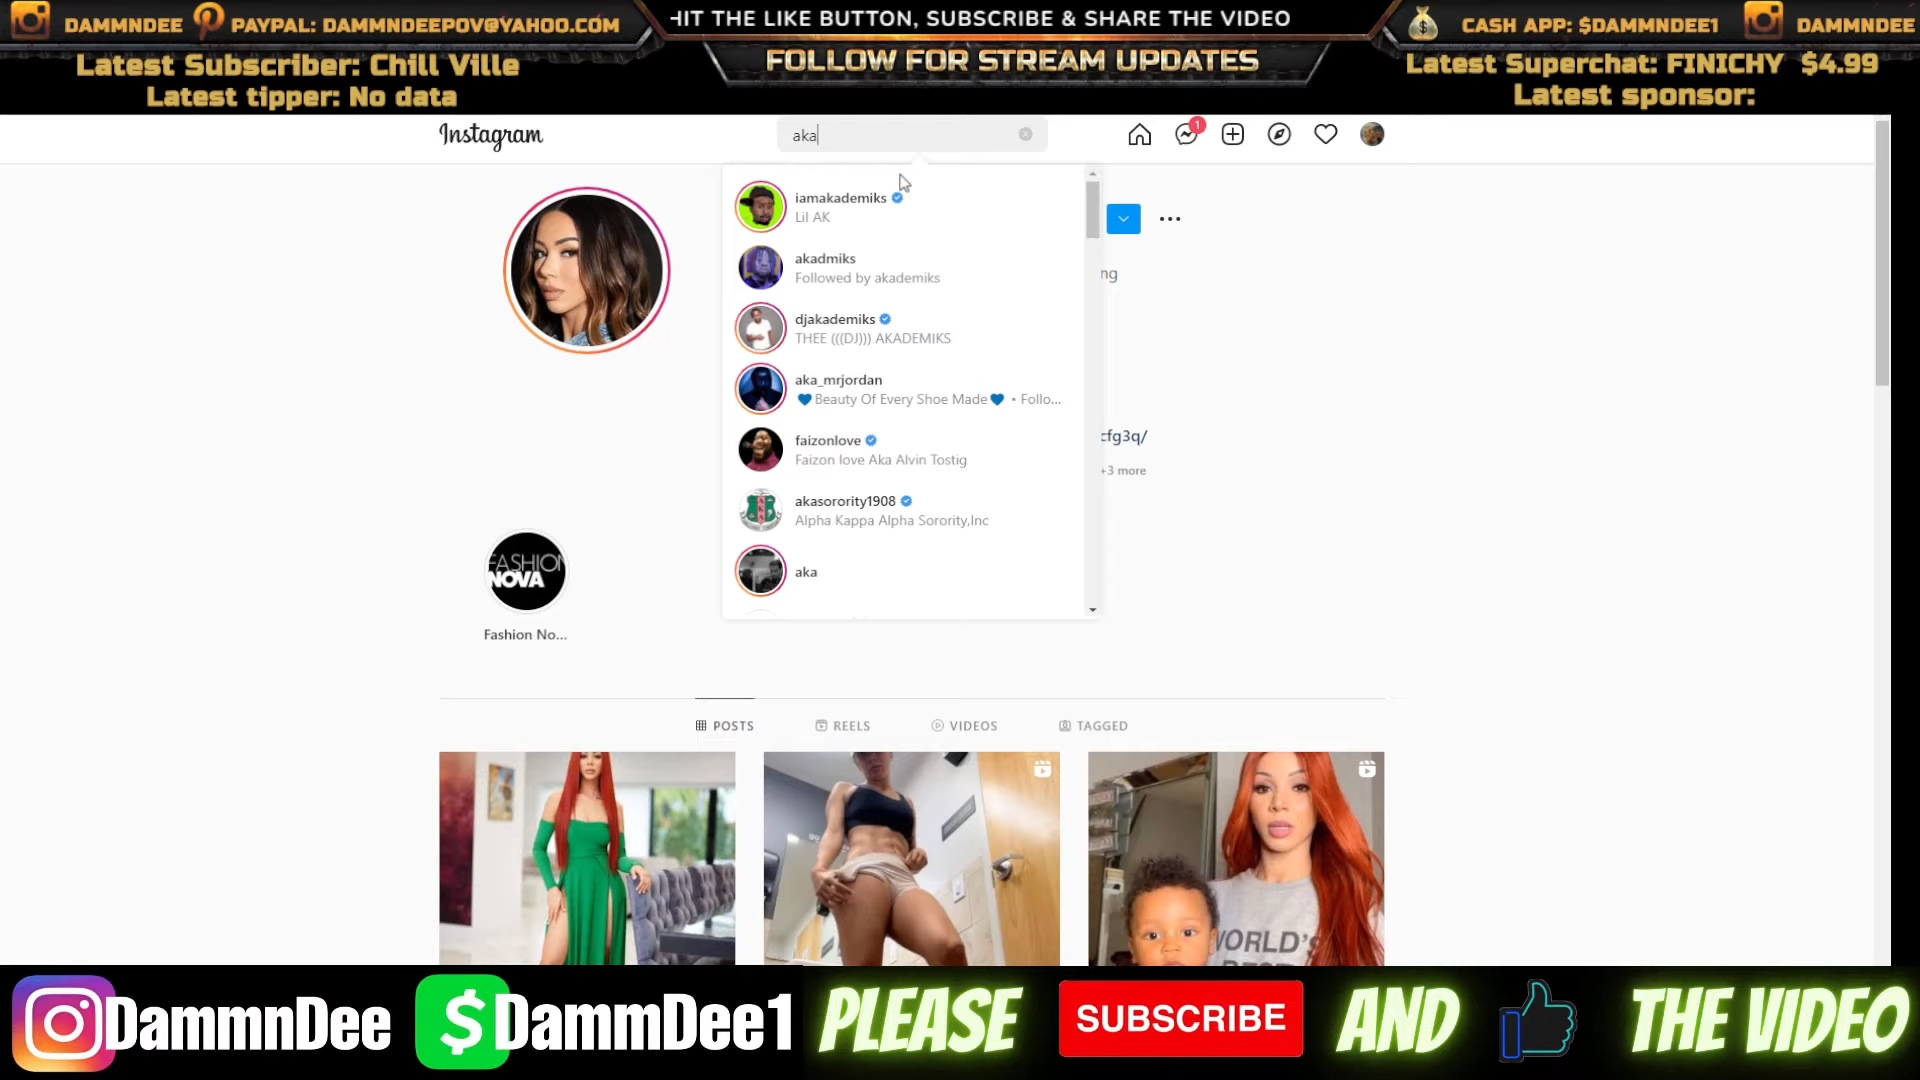 DAMMNDEE PAYPAL: DAMMNDEEPOV@YAHOO.COM
HIT THE LIKE BUTTON, SUBSCRIBE & SHARE THE VIDEO
CASH APP: $DAMMNDEE1 DAMMNDEE
Latest Subscriber: Chill Ville
Latest tipper: No data
FOLLOW FOR STREAM UPDATES
Latest Superchat: FINICHY $4.99
Latest sponsor:
Instagram
aka
1
iamakademiks
Lil AK
akadmiks
Followed by akademiks
djakademiks
THEE (((DJ))) AKADEMIKS
aka_mrjordan
💙Beauty Of Every Shoe Made💙 • Follo...
faizonlove
Faizon love Aka Alvin Tostig
akasorority1908
Alpha Kappa Alpha Sorority,Inc
aka
ng
cfg3q/
+3 more
FASHION
NOVA
Fashion No...
POSTS
REELS
VIDEOS
TAGGED
WORLD'S
DammnDee
$DammDee1
PLEASE
SUBSCRIBE
AND
THE VIDEO